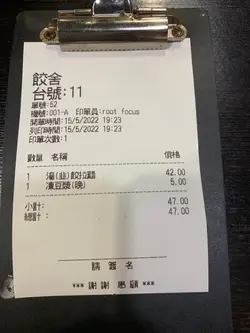 餃舍
台號:11
單號:52
機號:001-A 印單員:root focus
開單時間:15/5/2022 19:23
列印時間:15/5/2022 19:23
印單次數:1
數量 名稱 價格
1 湯(韭)餃拉麵 42.00
1 凍豆漿(晚) 5.00
小計: 47.00
總計: 47.00
請簽名
***謝謝惠顧***